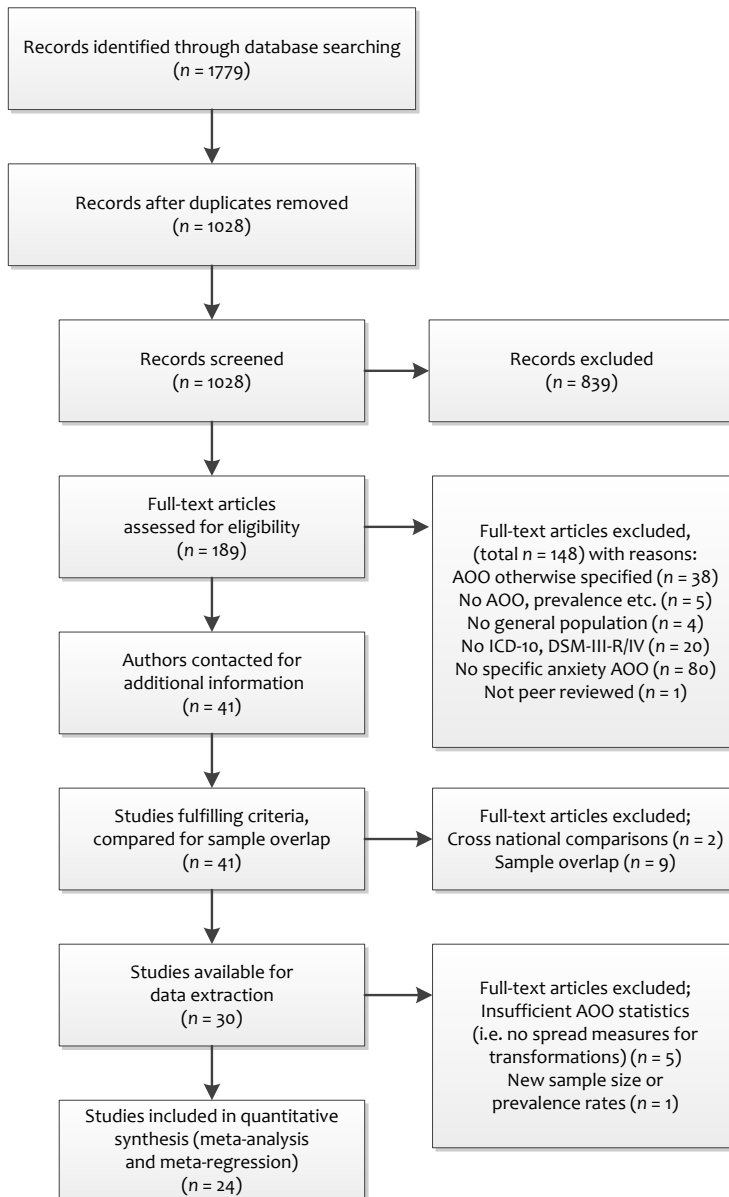 Records identified through database searching
(n = 1779)
Records after duplicates removed
(n = 1028)
Records screened
(n = 1028)
Records excluded
(n = 839)
Full-text articles
assessed for eligibility
(n = 189)
Full-text articles excluded,
(total n = 148) with reasons:
AOO otherwise specified (n = 38)
No AOO, prevalence etc. (n = 5)
No general population (n = 4)
No ICD-10, DSM-III-R/IV (n = 20)
No specific anxiety AOO (n = 80)
Not peer reviewed (n = 1)
Authors contacted for
additional information
(n = 41)
Studies fulfilling criteria,
compared for sample overlap
(n = 41)
Full-text articles excluded;
Cross national comparisons (n = 2)
Sample overlap (n = 9)
Studies available for
data extraction
(n = 30)
Full-text articles excluded;
Insufficient AOO statistics
(i.e. no spread measures for
transformations) (n = 5)
New sample size or
prevalence rates (n = 1)
Studies included in quantitative
synthesis (meta-analysis
and meta-regression)
(n = 24)